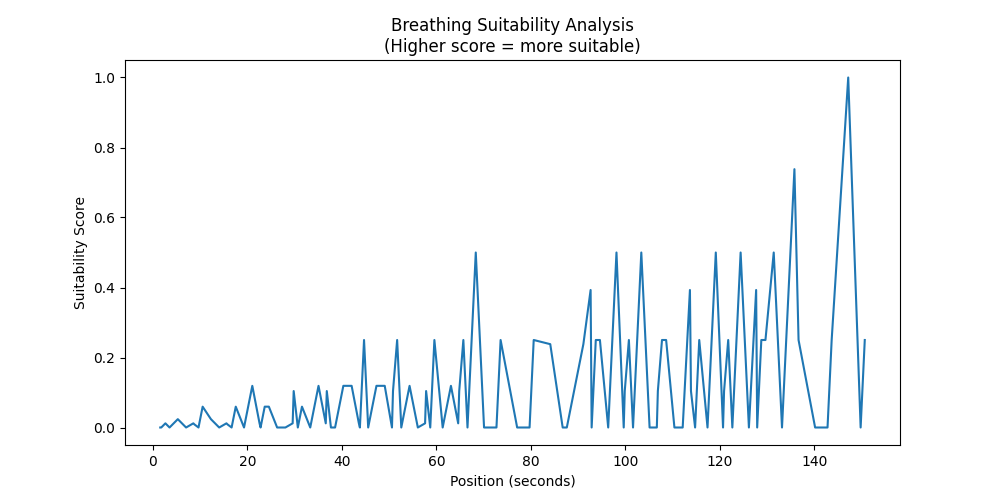 Breathing Suitability Analysis
(Higher score = more suitable)
Suitability Score
1.0
0.8
0.6
0.4
0.2
0.0
0 20 40 60 80 100 120 140
Position (seconds)